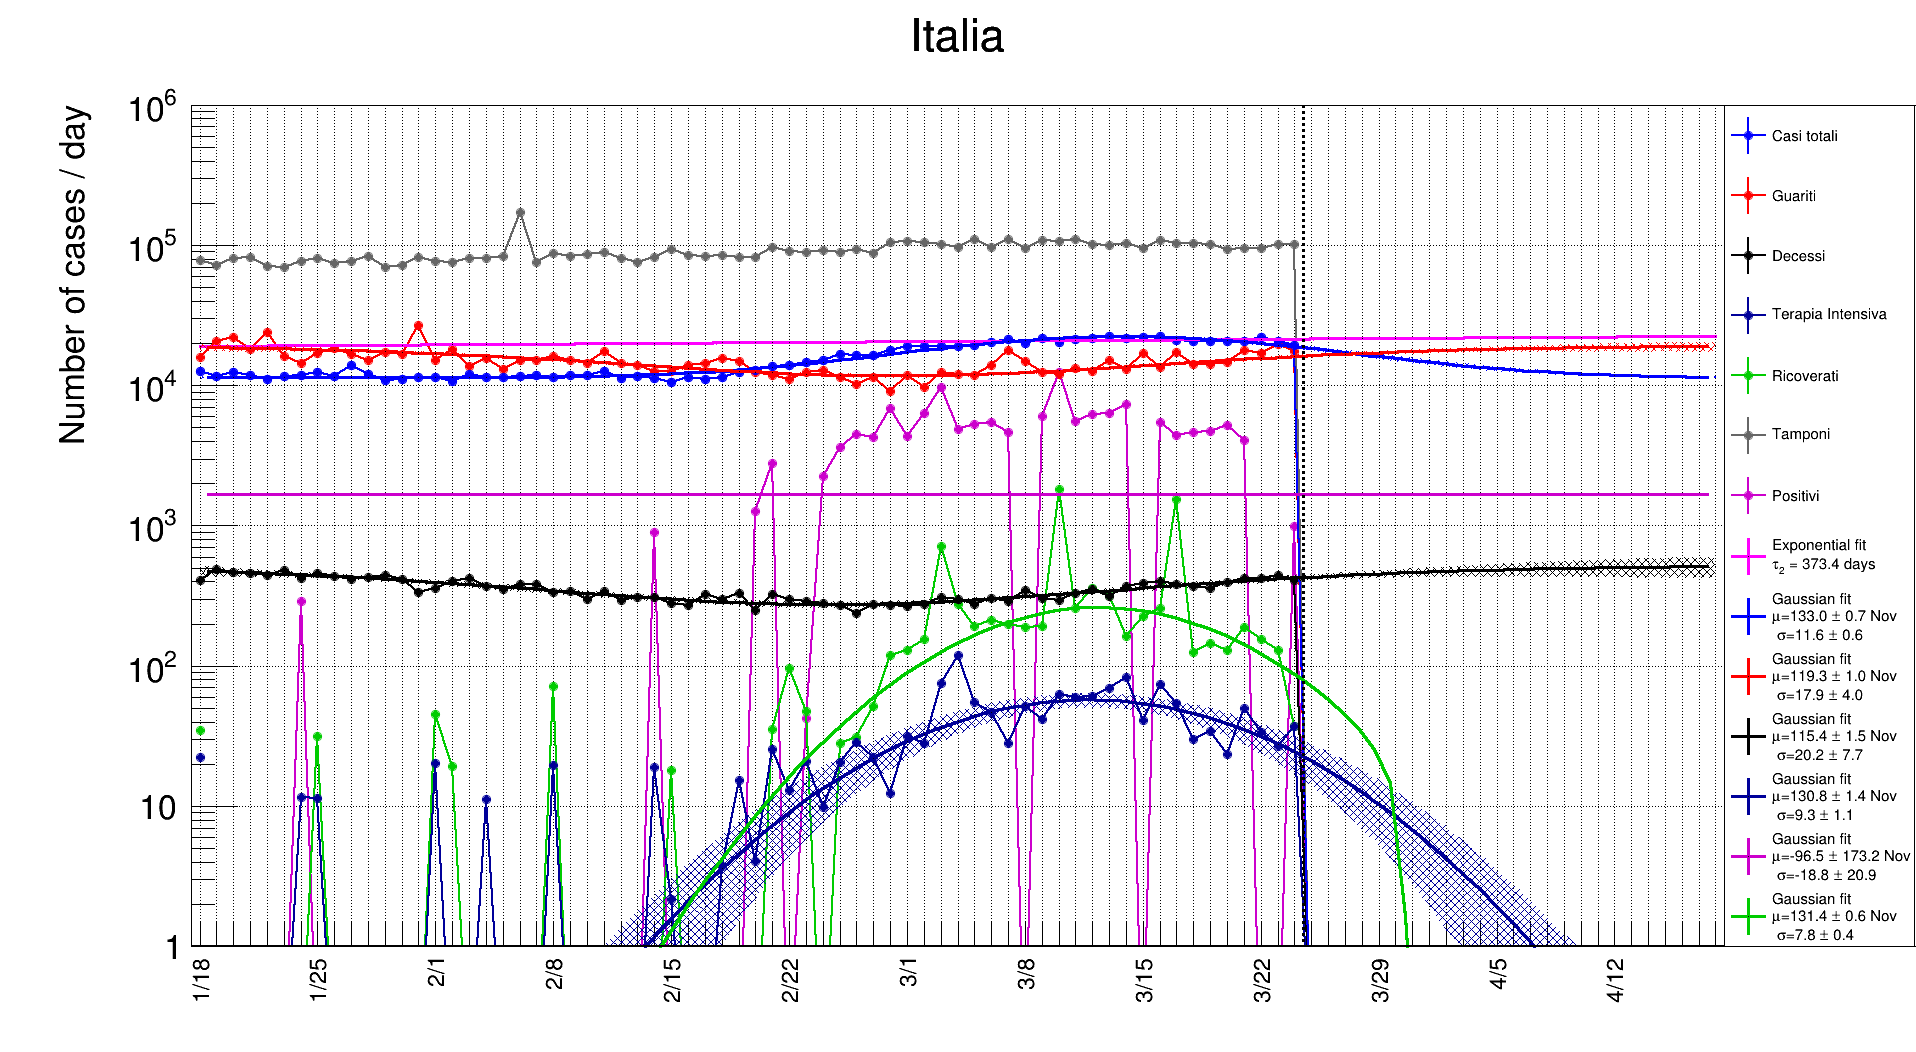 Italia
Number of cases / day
10^6
10^5
10^4
10^3
10^2
10
1
1/18
1/25
2/1
2/8
2/15
2/22
3/1
3/8
3/15
3/22
3/29
4/5
4/12
Casi totali
Guariti
Decessi
Terapia Intensiva
Ricoverati
Tamponi
Positivi
Exponential fit
τ₂ = 373.4 days
Gaussian fit
μ=133.0 ± 0.7 Nov
σ=11.6 ± 0.6
Gaussian fit
μ=119.3 ± 1.0 Nov
σ=17.9 ± 4.0
Gaussian fit
μ=115.4 ± 1.5 Nov
σ=20.2 ± 7.7
Gaussian fit
μ=130.8 ± 1.4 Nov
σ=9.3 ± 1.1
Gaussian fit
μ=-96.5 ± 173.2 Nov
σ=-18.8 ± 20.9
Gaussian fit
μ=131.4 ± 0.6 Nov
σ=7.8 ± 0.4